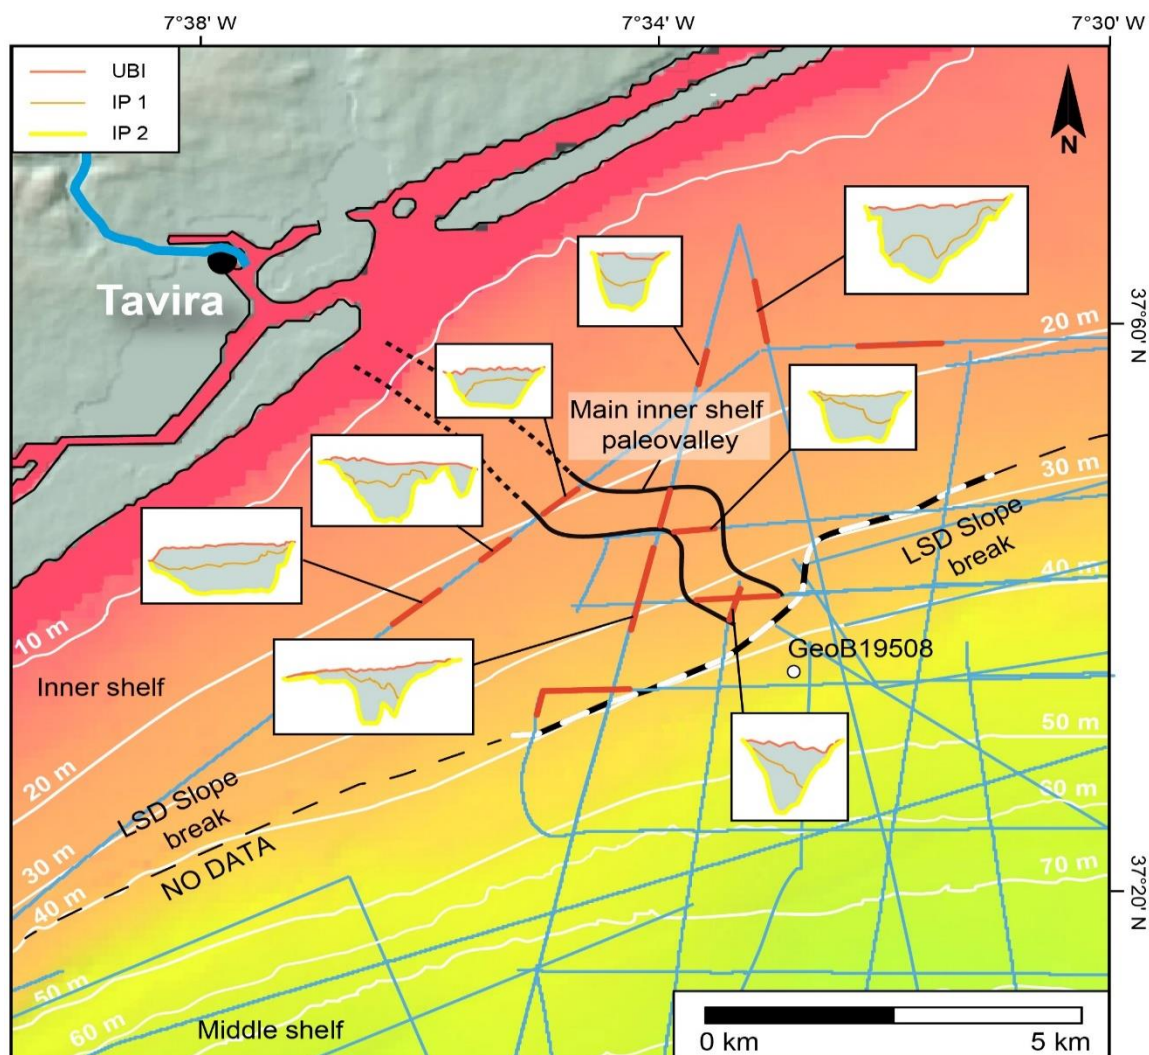 7°38' W
7°34' W
7°30' W
UBI
IP 1
IP 2
N
Tavira
37°60' N
20 m
Main inner shelf
paleovalley
30 m
LSD Slope
break
40 m
10 m
GeoB19508
Inner shelf
50 m
20 m
LSD Slope
break
60 m
30 m
NO DATA
70 m
40 m
37°20' N
50 m
60 m
Middle shelf
0 km
5 km